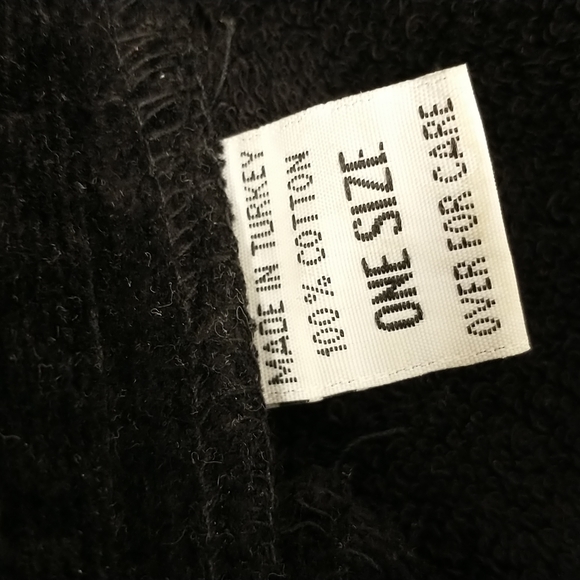 MADE IN TURKEY
100% COTTON
ONE SIZE
OVER FOR CARE